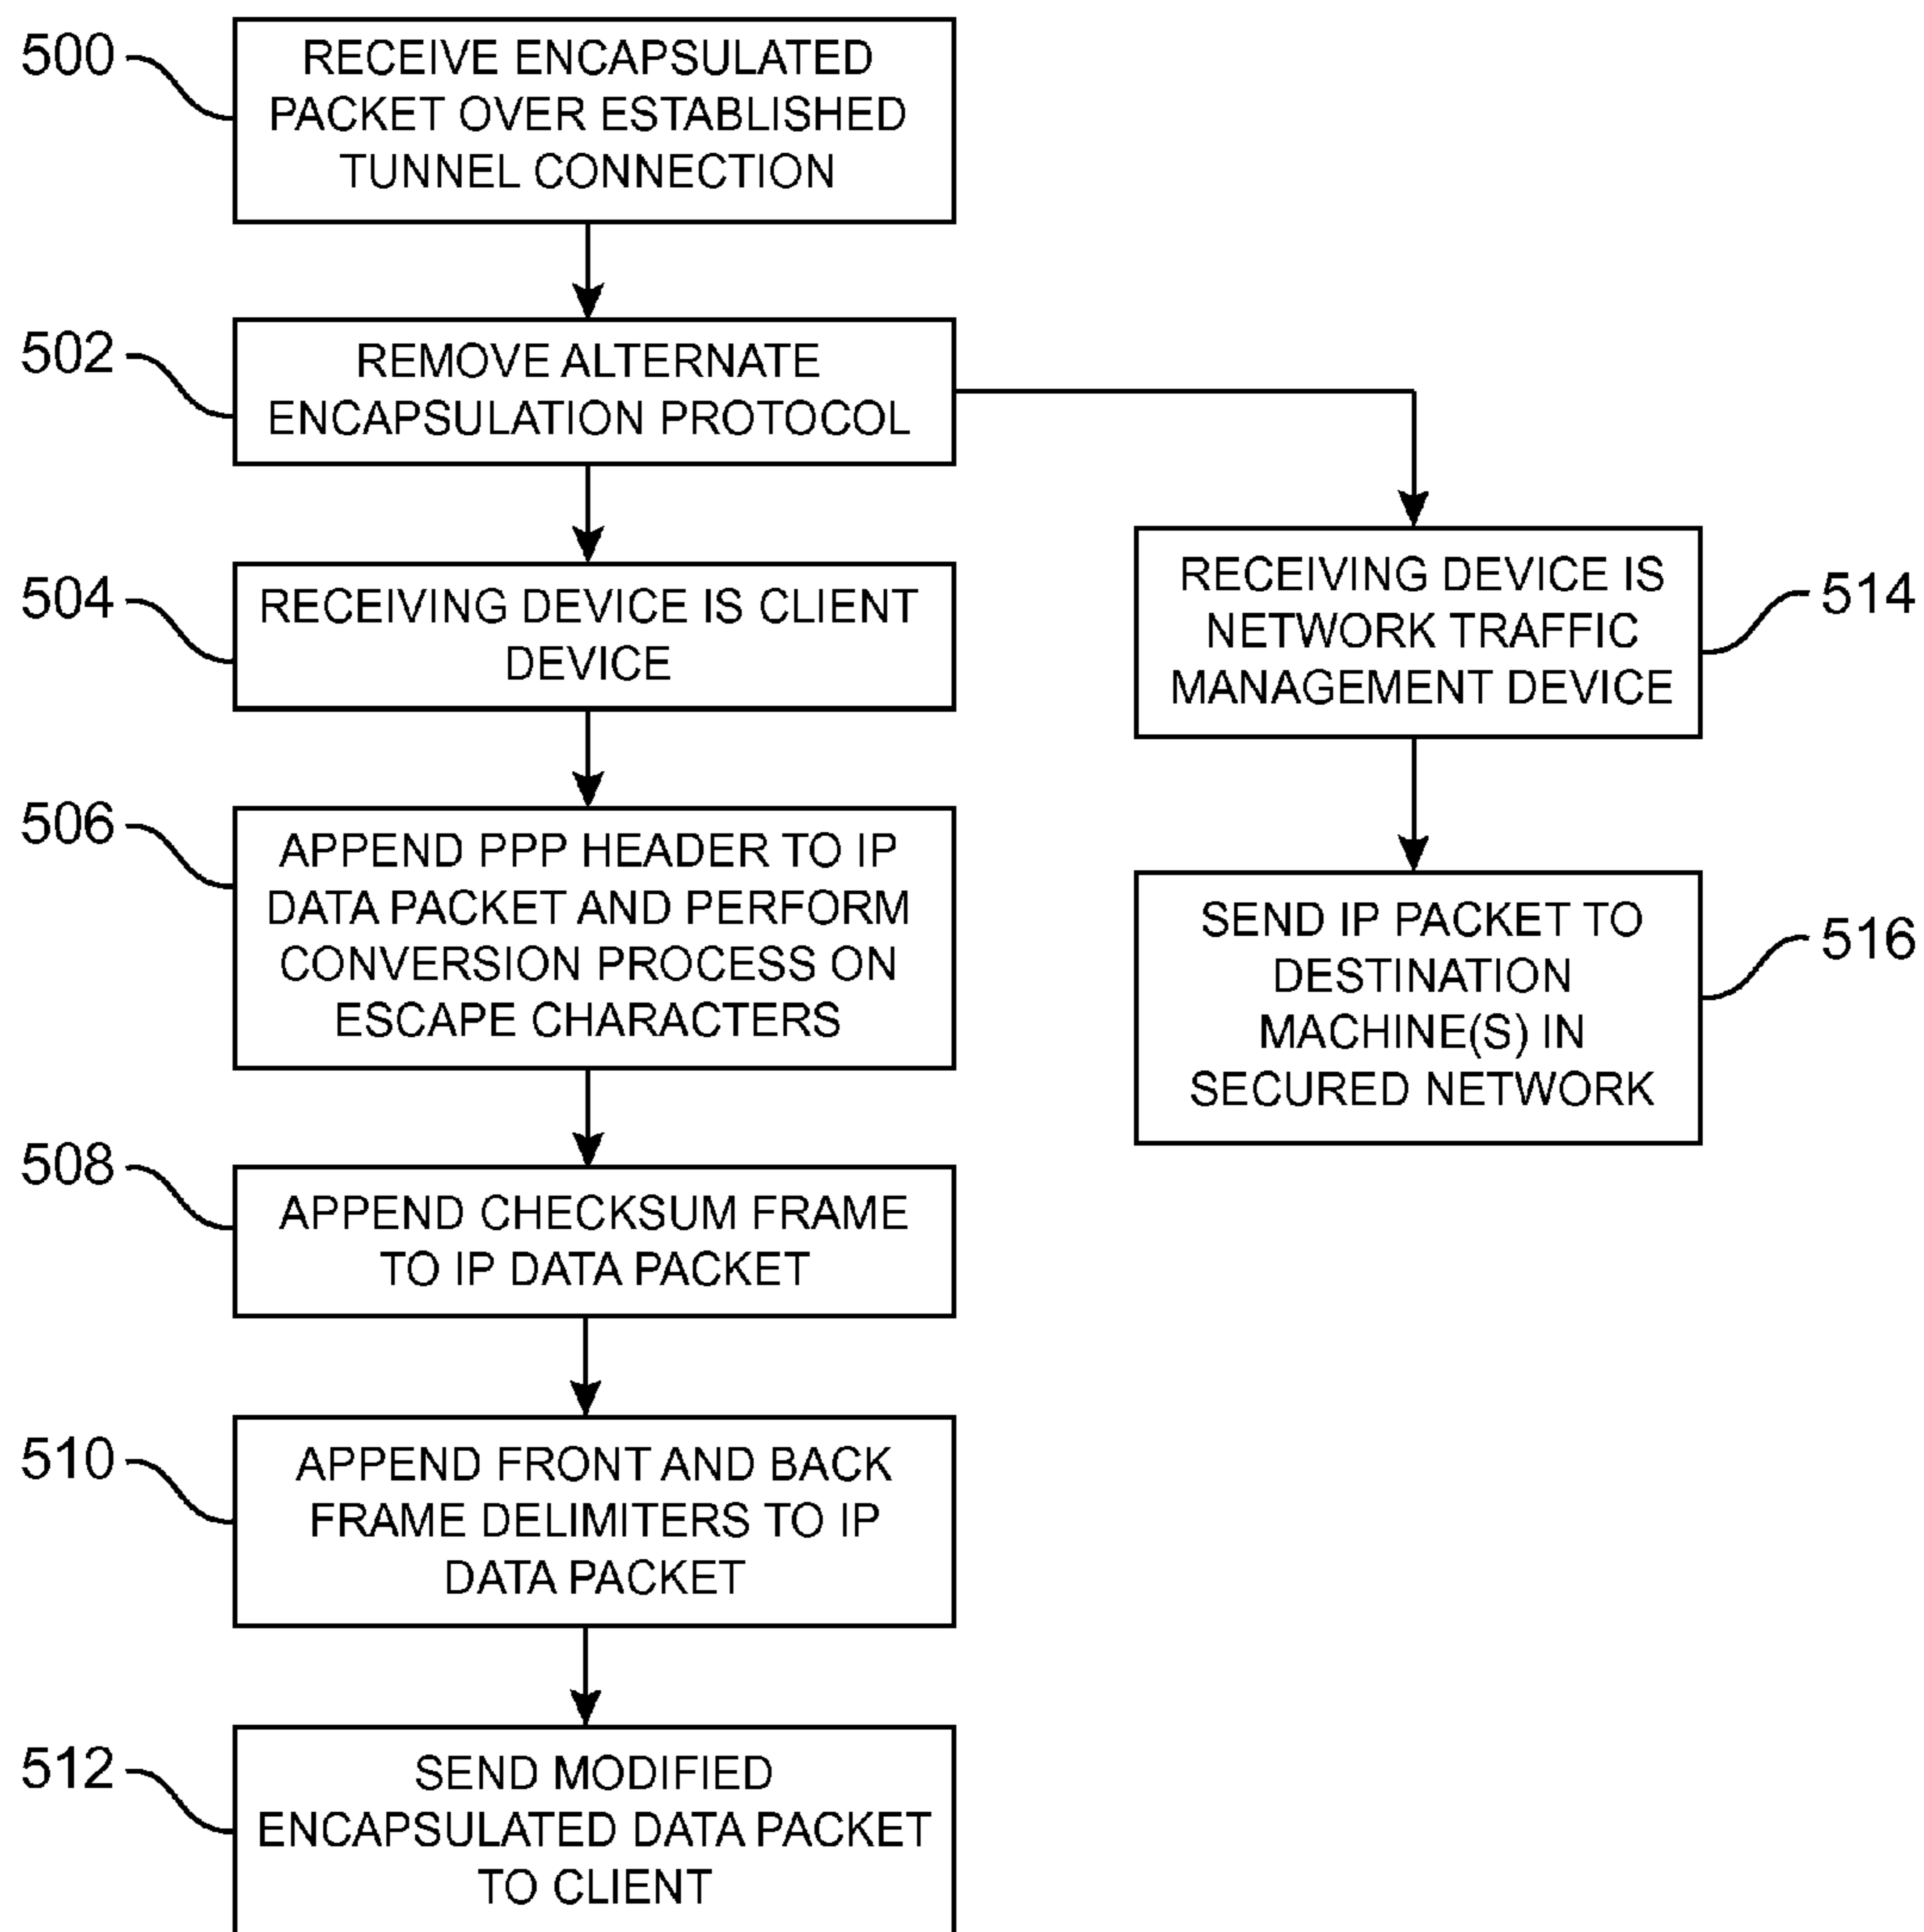 500
RECEIVE ENCAPSULATED
PACKET OVER ESTABLISHED
TUNNEL CONNECTION
502
REMOVE ALTERNATE
ENCAPSULATION PROTOCOL
504
RECEIVING DEVICE IS CLIENT
DEVICE
506
APPEND PPP HEADER TO IP
DATA PACKET AND PERFORM
CONVERSION PROCESS ON
ESCAPE CHARACTERS
508
APPEND CHECKSUM FRAME
TO IP DATA PACKET
510
APPEND FRONT AND BACK
FRAME DELIMITERS TO IP
DATA PACKET
512
SEND MODIFIED
ENCAPSULATED DATA PACKET
TO CLIENT
RECEIVING DEVICE IS
NETWORK TRAFFIC
MANAGEMENT DEVICE
514
SEND IP PACKET TO
DESTINATION
MACHINE(S) IN
SECURED NETWORK
516